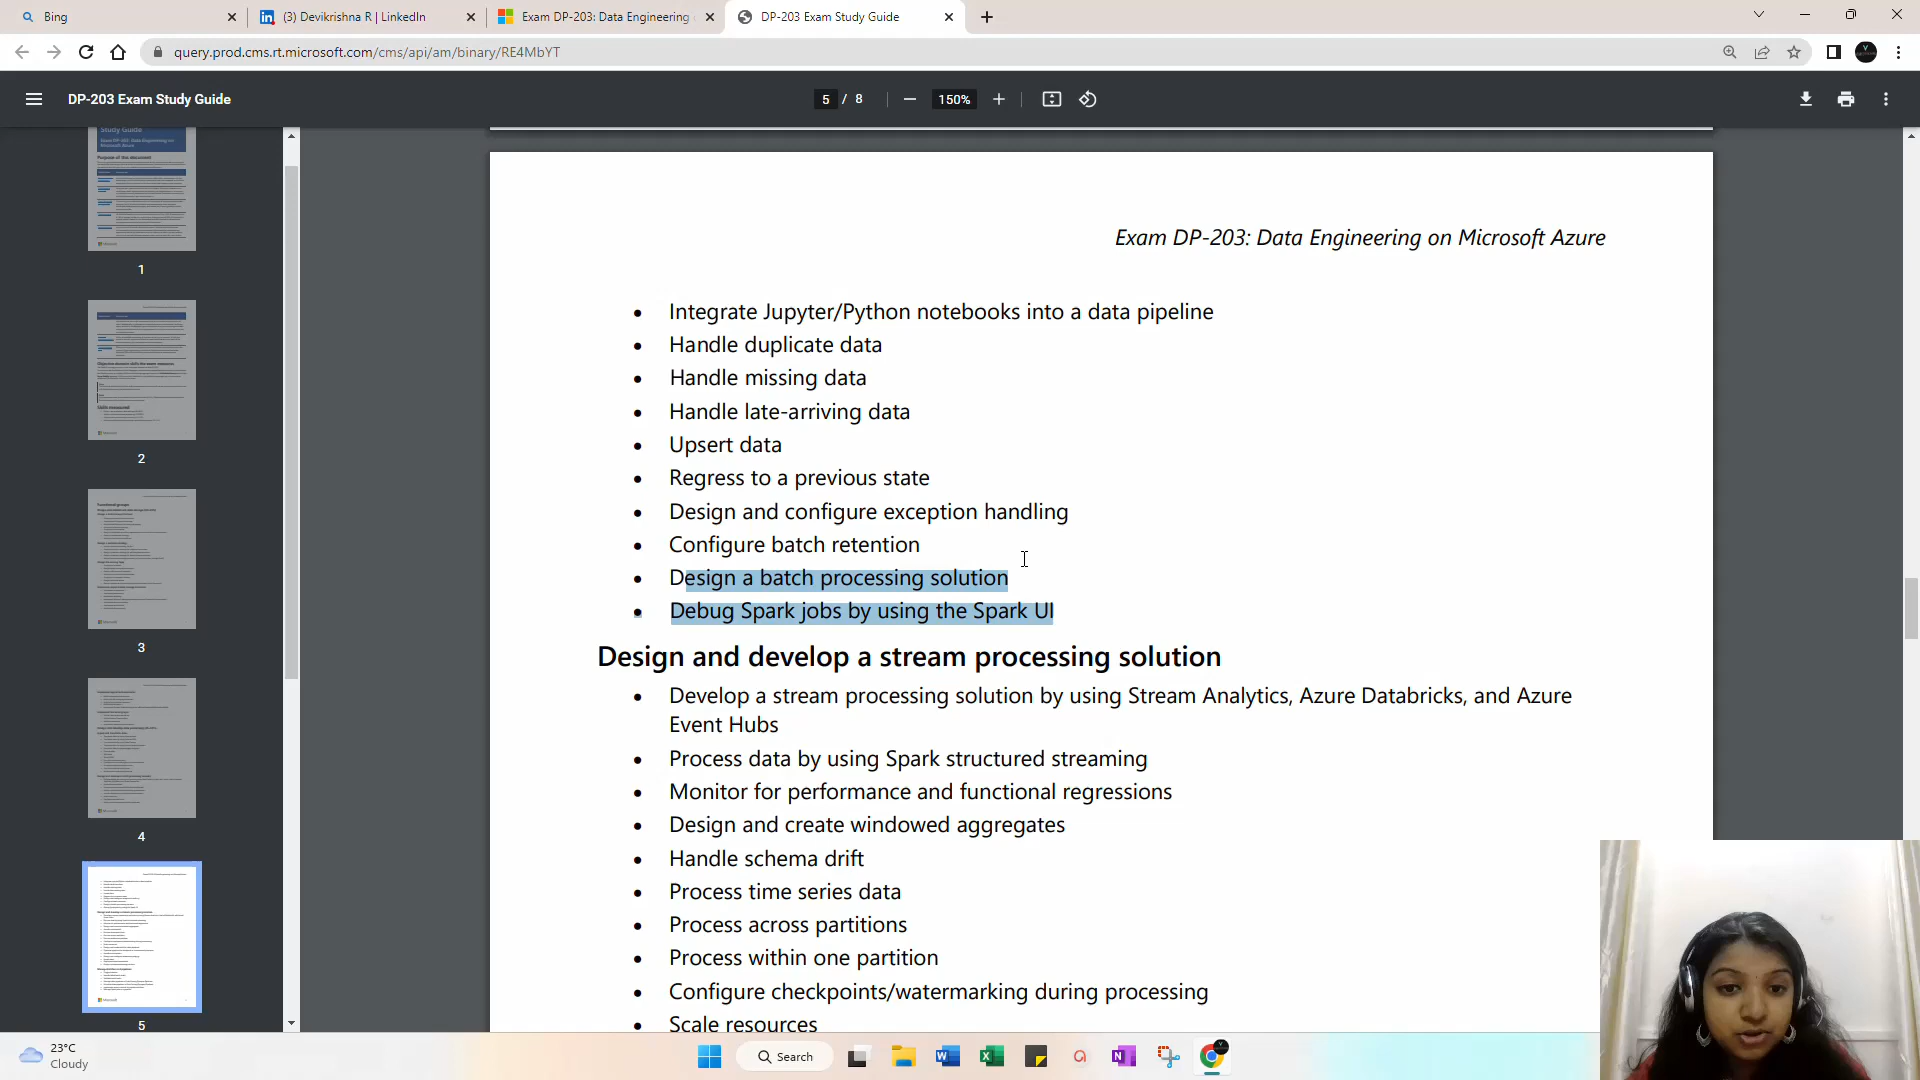 Bing
(3) Devikrishna R | LinkedIn
Exam DP-203: Data Engineering
DP-203 Exam Study Guide
query.prod.cms.rt.microsoft.com/cms/api/am/binary/RE4MbYT
DP-203 Exam Study Guide
5 / 8
150%
Study Guide
Purpose of this document
1
2
3
4
5
Exam DP-203: Data Engineering on Microsoft Azure
• Integrate Jupyter/Python notebooks into a data pipeline
• Handle duplicate data
• Handle missing data
• Handle late-arriving data
• Upsert data
• Regress to a previous state
• Design and configure exception handling
• Configure batch retention
• Design a batch processing solution
• Debug Spark jobs by using the Spark UI
Design and develop a stream processing solution
• Develop a stream processing solution by using Stream Analytics, Azure Databricks, and Azure
Event Hubs
• Process data by using Spark structured streaming
• Monitor for performance and functional regressions
• Design and create windowed aggregates
• Handle schema drift
• Process time series data
• Process across partitions
• Process within one partition
• Configure checkpoints/watermarking during processing
• Scale resources
23°C
Cloudy
Search